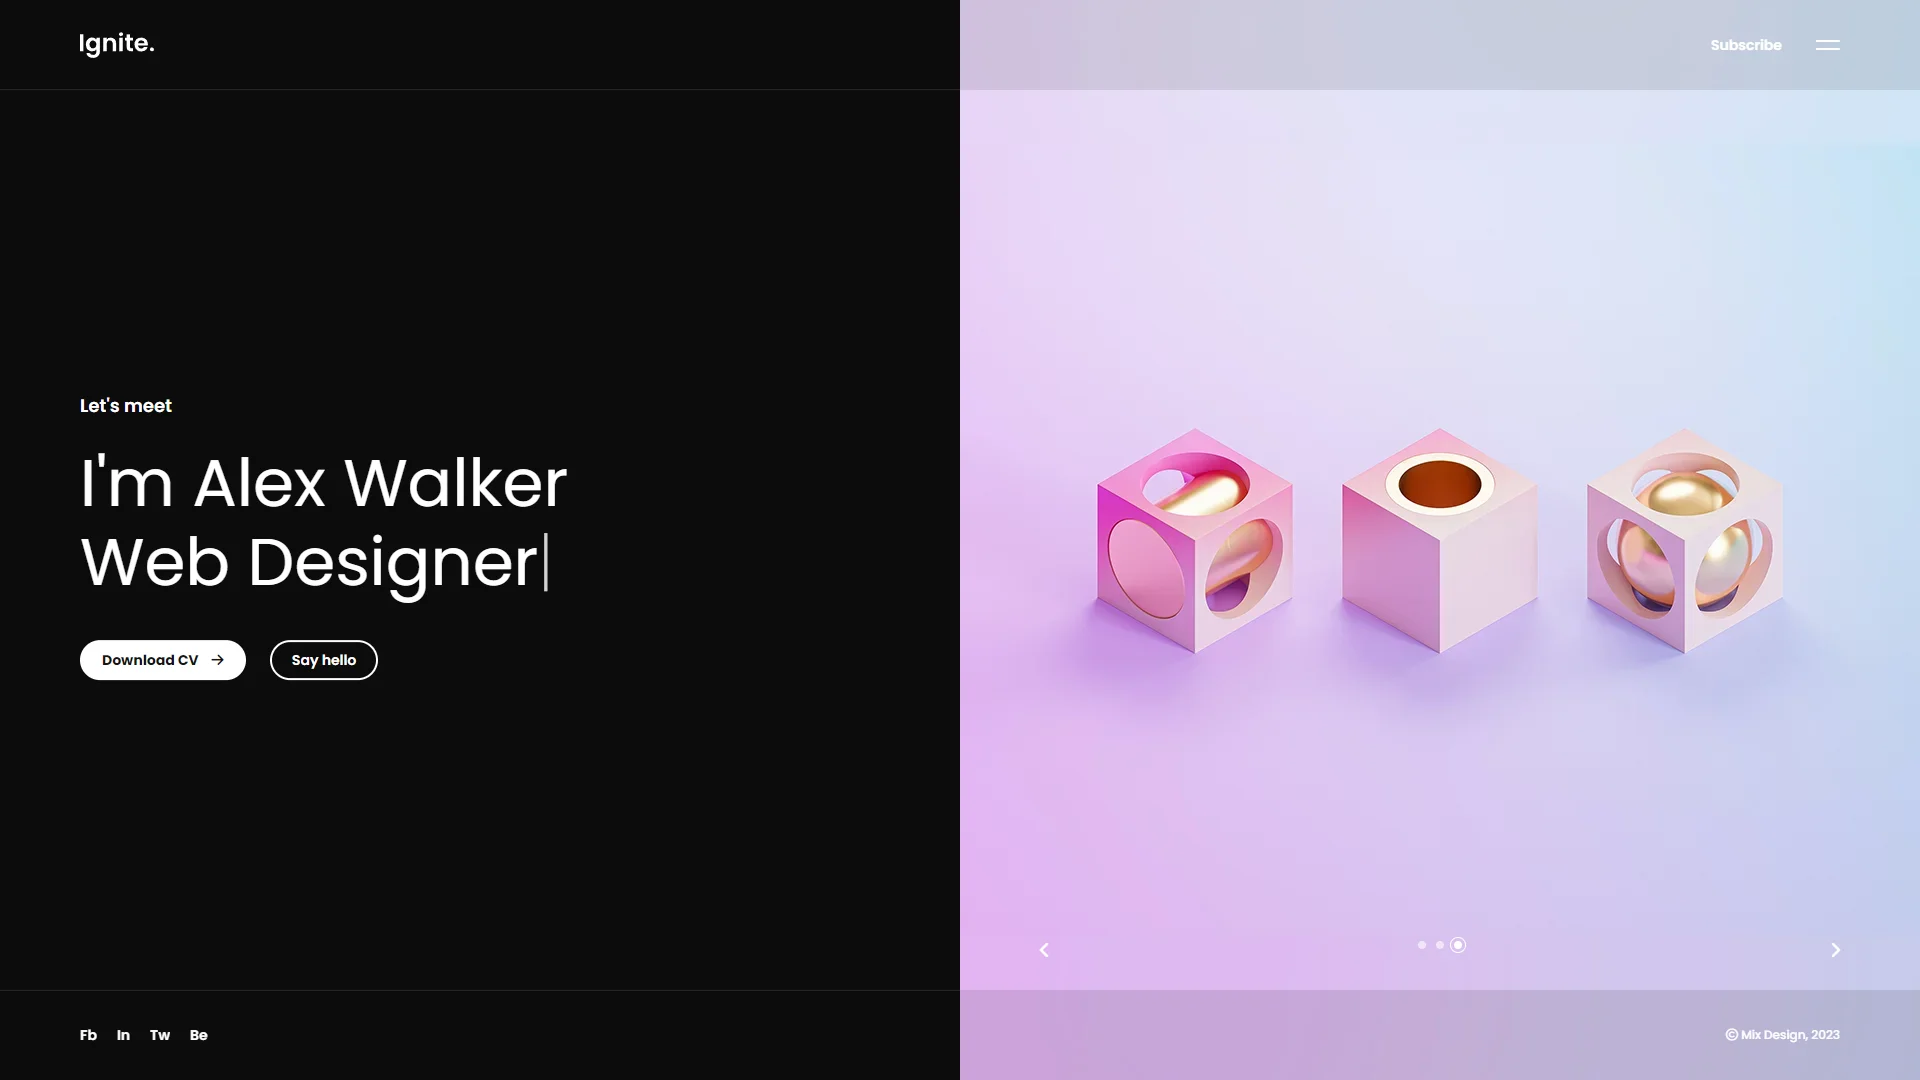 Ignite.
Subscribe
Let's meet
I'm Alex Walker
Web Designer|
Download CV →
Say hello
Fb In Tw Be
© Mix Design, 2023